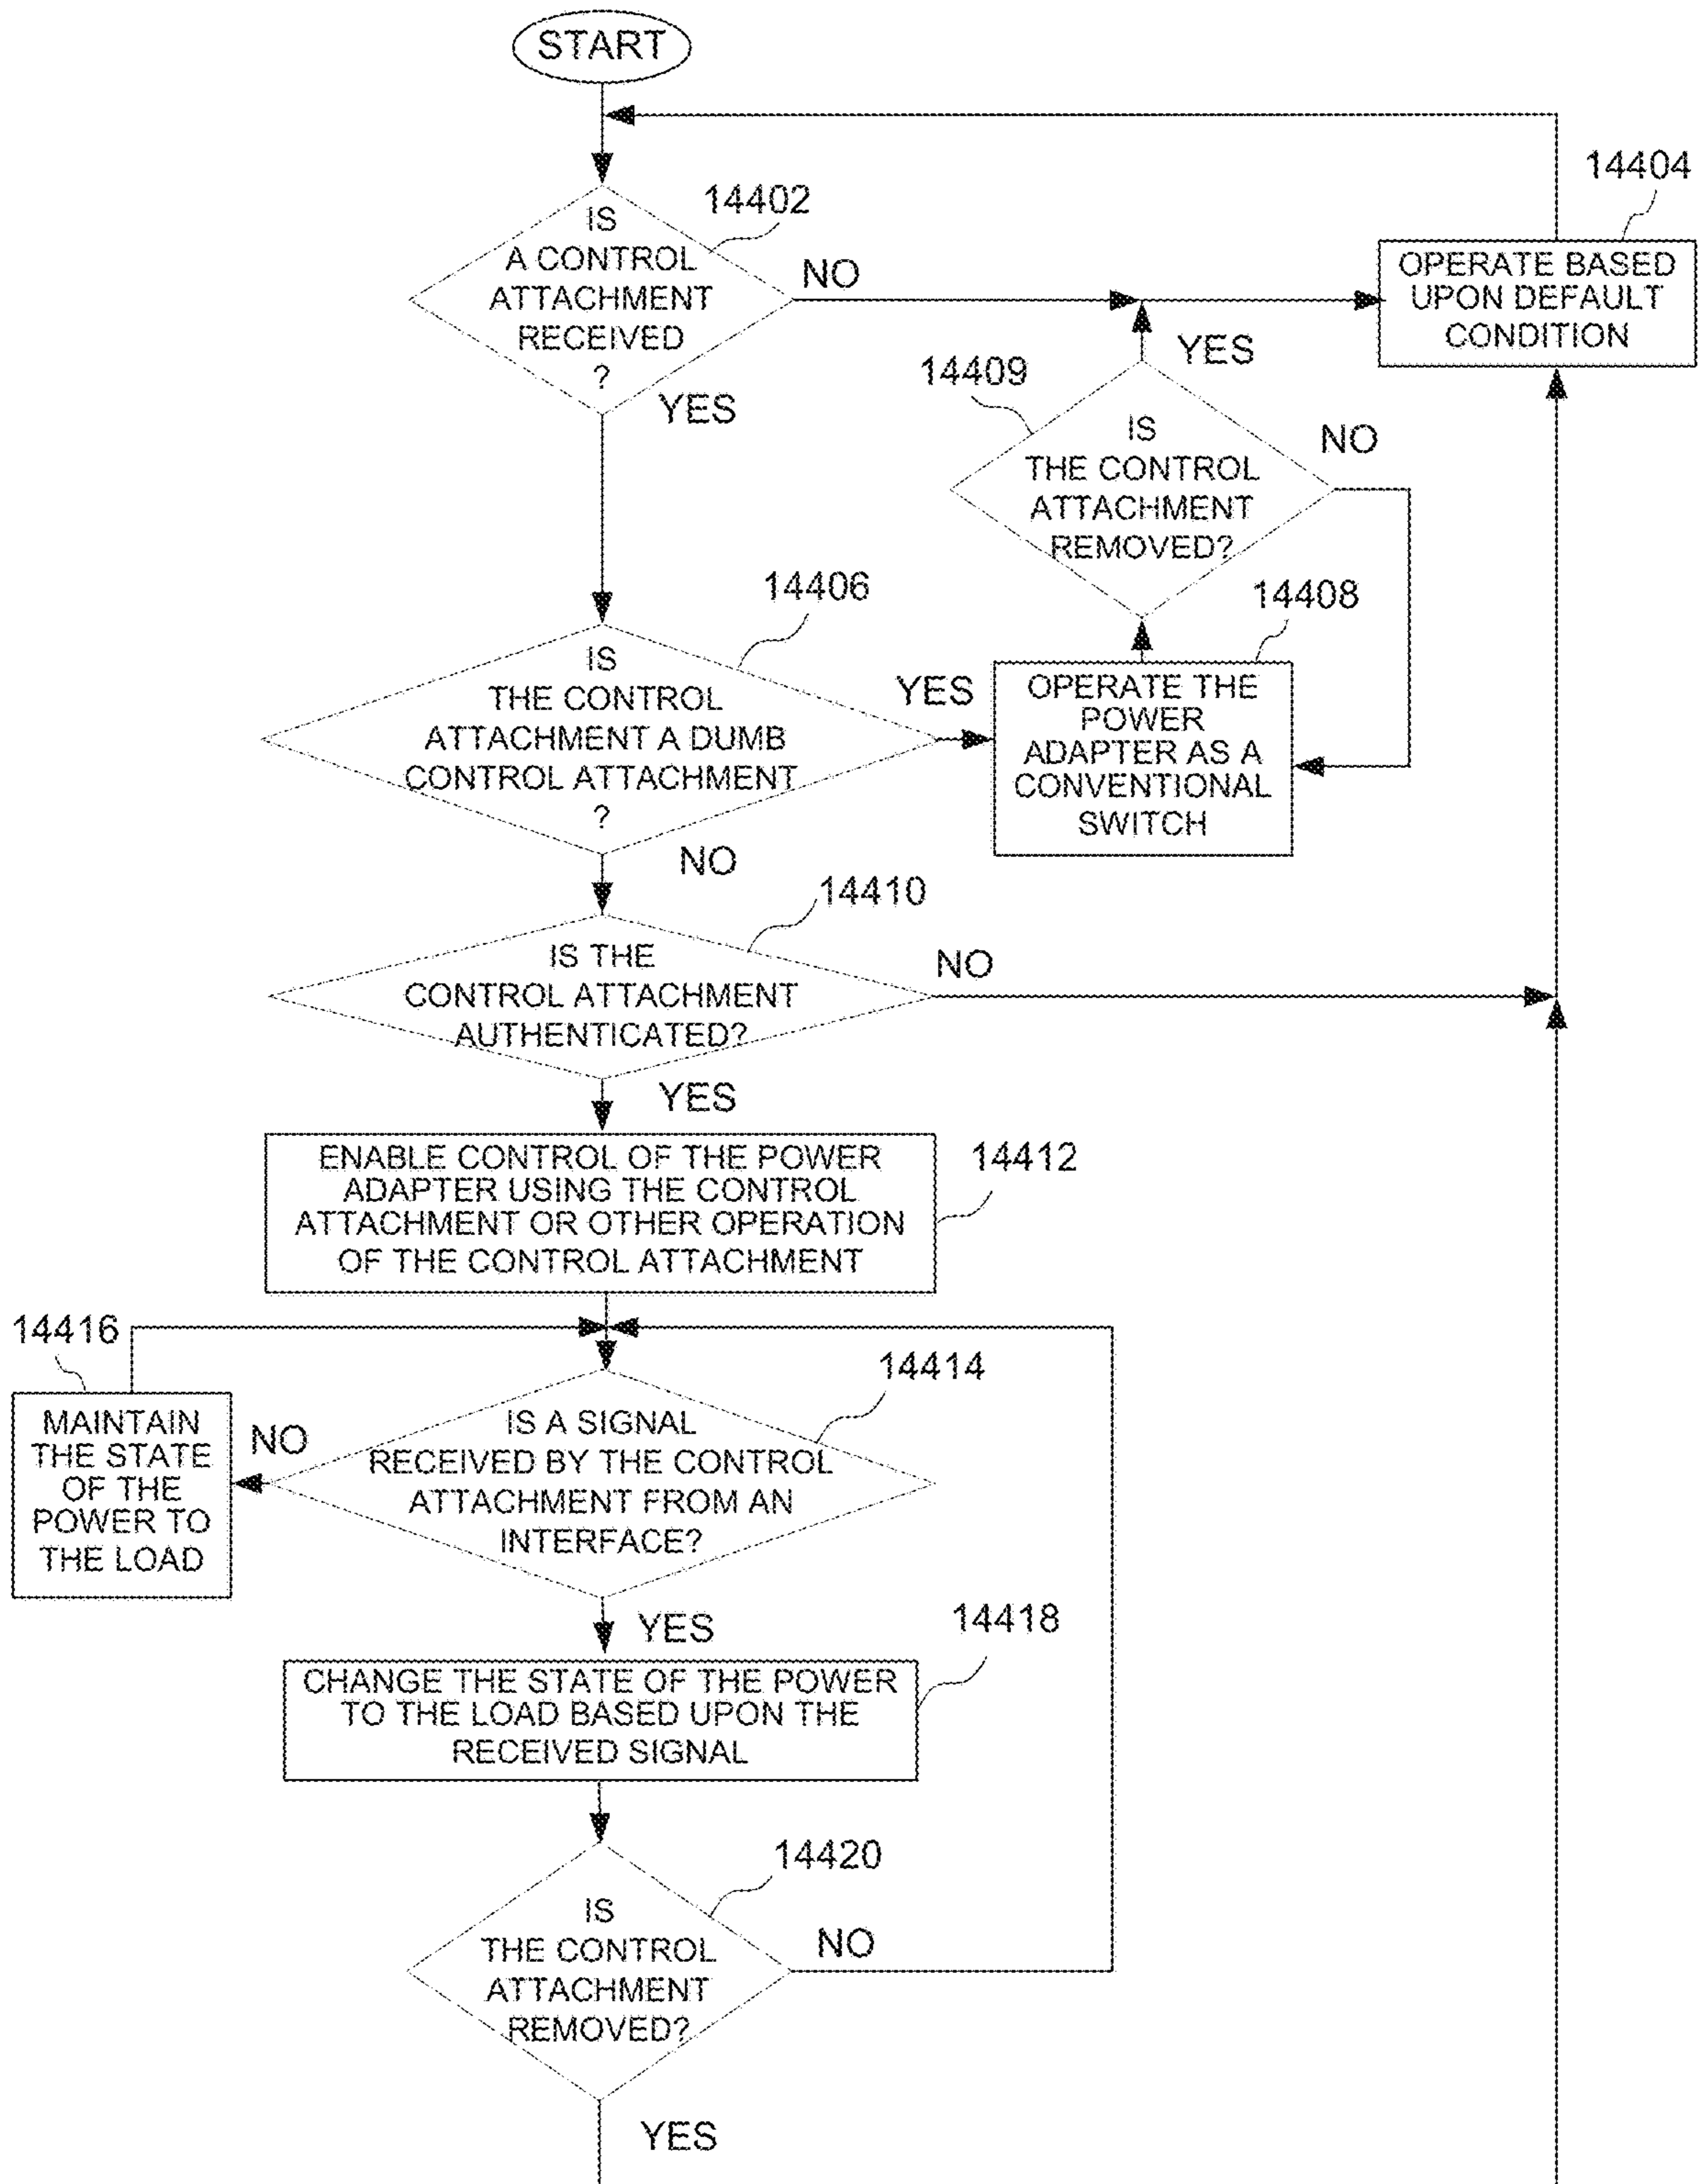 START
14402
14404
IS
A CONTROL
ATTACHMENT
RECEIVED
?
NO
YES
OPERATE BASED
UPON DEFAULT
CONDITION
14409
YES
IS
THE CONTROL
ATTACHMENT
REMOVED?
NO
14406
14408
IS
THE CONTROL
ATTACHMENT A DUMB
CONTROL ATTACHMENT
?
YES
NO
OPERATE THE
POWER
ADAPTER AS A
CONVENTIONAL
SWITCH
14410
IS THE
CONTROL ATTACHMENT
AUTHENTICATED?
NO
YES
ENABLE CONTROL OF THE POWER
ADAPTER USING THE CONTROL
ATTACHMENT OR OTHER OPERATION
OF THE CONTROL ATTACHMENT
14412
14416
MAINTAIN
THE STATE
OF THE
POWER TO
THE LOAD
NO
14414
IS A SIGNAL
RECEIVED BY THE CONTROL
ATTACHMENT FROM AN
INTERFACE?
YES
14418
CHANGE THE STATE OF THE POWER
TO THE LOAD BASED UPON THE
RECEIVED SIGNAL
14420
IS
THE CONTROL
ATTACHMENT
REMOVED?
NO
YES